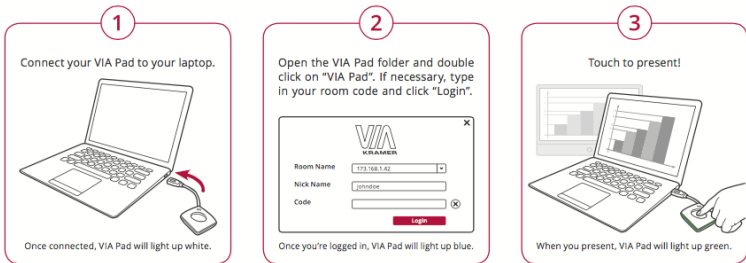 1
Connect your VIA Pad to your laptop.
Once connected, VIA Pad will light up white.
2
Open the VIA Pad folder and double
click on “VIA Pad”. If necessary, type
in your room code and click “Login”.
X
VIA
KRAMER
Room Name 173.168.1.42
Nick Name johndoe
Code
Login
Once you’re logged in, VIA Pad will light up blue.
3
Touch to present!
When you present, VIA Pad will light up green.